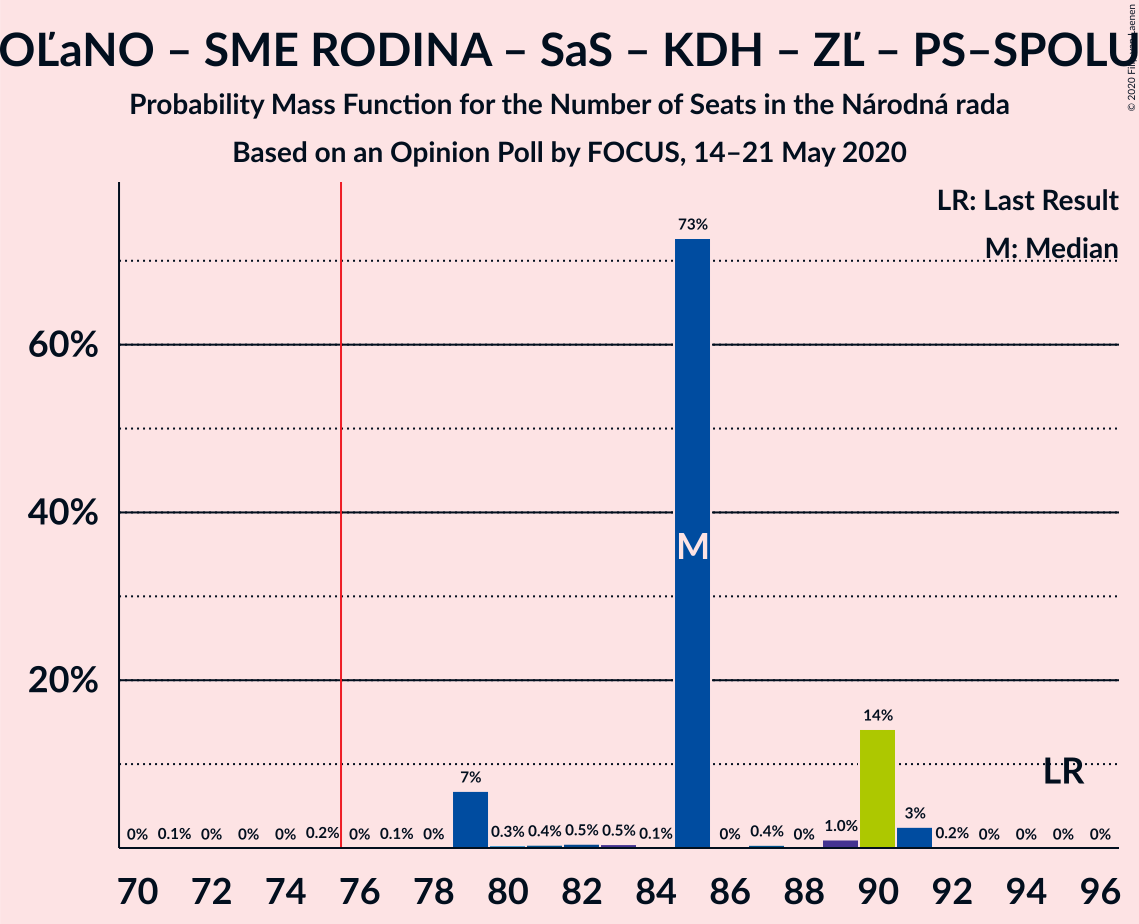 OĽaNO – SME RODINA – SaS – KDH – ZĽ – PS–SPOLU
Probability Mass Function for the Number of Seats in the Národná rada
Based on an Opinion Poll by FOCUS, 14–21 May 2020
© 2020 Filip van Laenen
LR: Last Result
M: Median
60%
40%
20%
73%
M
14%
LR
7%
3%
0% 0.1% 0% 0% 0% 0.2% 0% 0.1% 0% 0.3% 0.4% 0.5% 0.5% 0.1% 0% 0.4% 0% 1.0% 0.2% 0% 0% 0% 0%
70 72 74 76 78 80 82 84 86 88 90 92 94 96